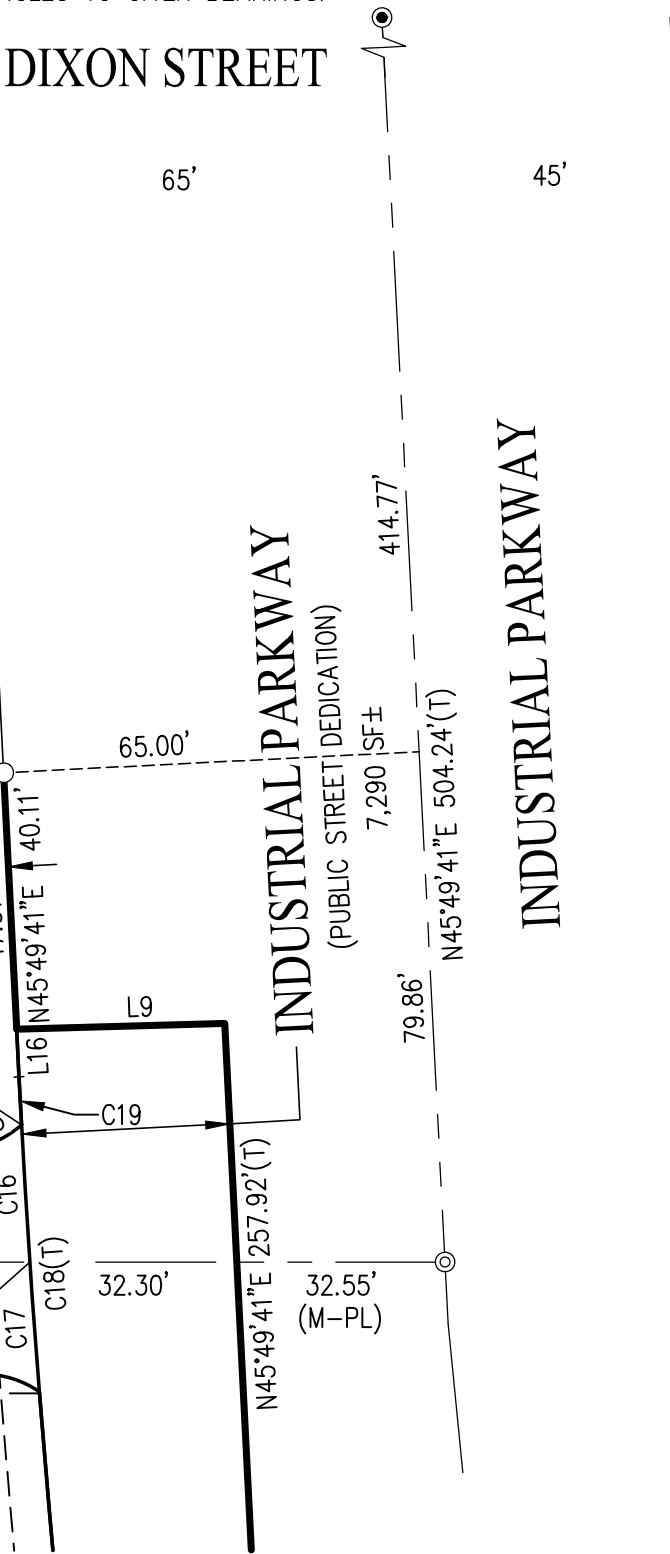 DIXON STREET
65'
45'
414.77'
INDUSTRIAL PARKWAY
INDUSTRIAL PARKWAY
(PUBLIC STREET DEDICATION)
7,290 SF±
65.00'
N45°49'41"E 504.24'(T)
N45°49'41"E 40.11'
79.86'
L9
L16
C19
C16
N45°49'41"E 257.92'(T)
C18(T)
32.30'
32.55'
(M-PL)
C17